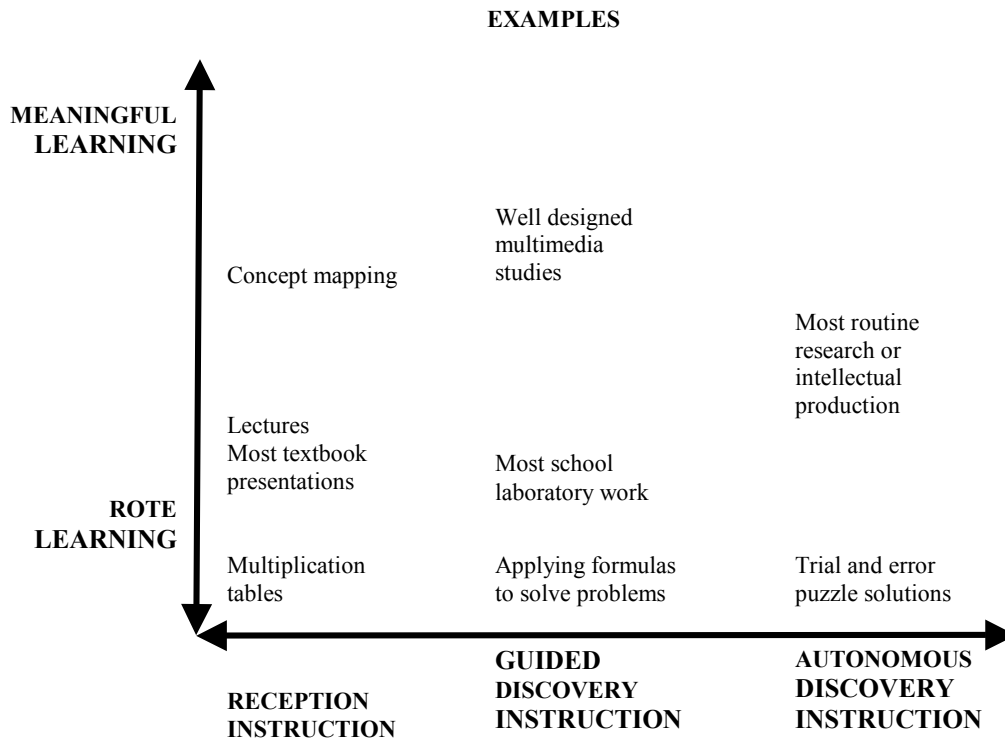 EXAMPLES
MEANINGFUL
LEARNING
Well designed
multimedia
studies
Concept mapping
Most routine
research or
intellectual
production
Lectures
Most textbook
presentations
Most school
laboratory work
ROTE
LEARNING
Multiplication
tables
Applying formulas
to solve problems
Trial and error
puzzle solutions
RECEPTION
INSTRUCTION
GUIDED
DISCOVERY
INSTRUCTION
AUTONOMOUS
DISCOVERY
INSTRUCTION